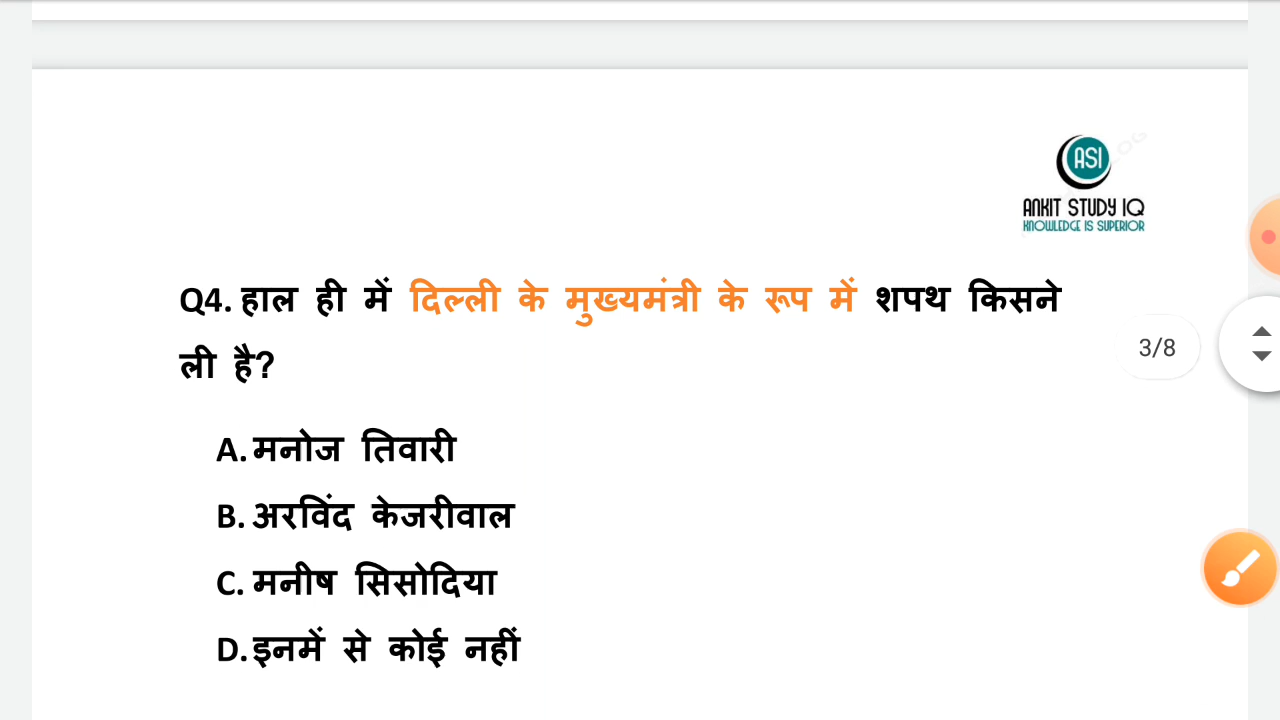 ASI
ANKIT STUDY IQ
KNOWLEDGE IS SUPERIOR
Q4. हाल ही में दिल्ली के मुख्यमंत्री के रूप में शपथ किसने
ली है?
3/8
A. मनोज तिवारी
B. अरविंद केजरीवाल
C. मनीष सिसोदिया
D. इनमें से कोई नहीं